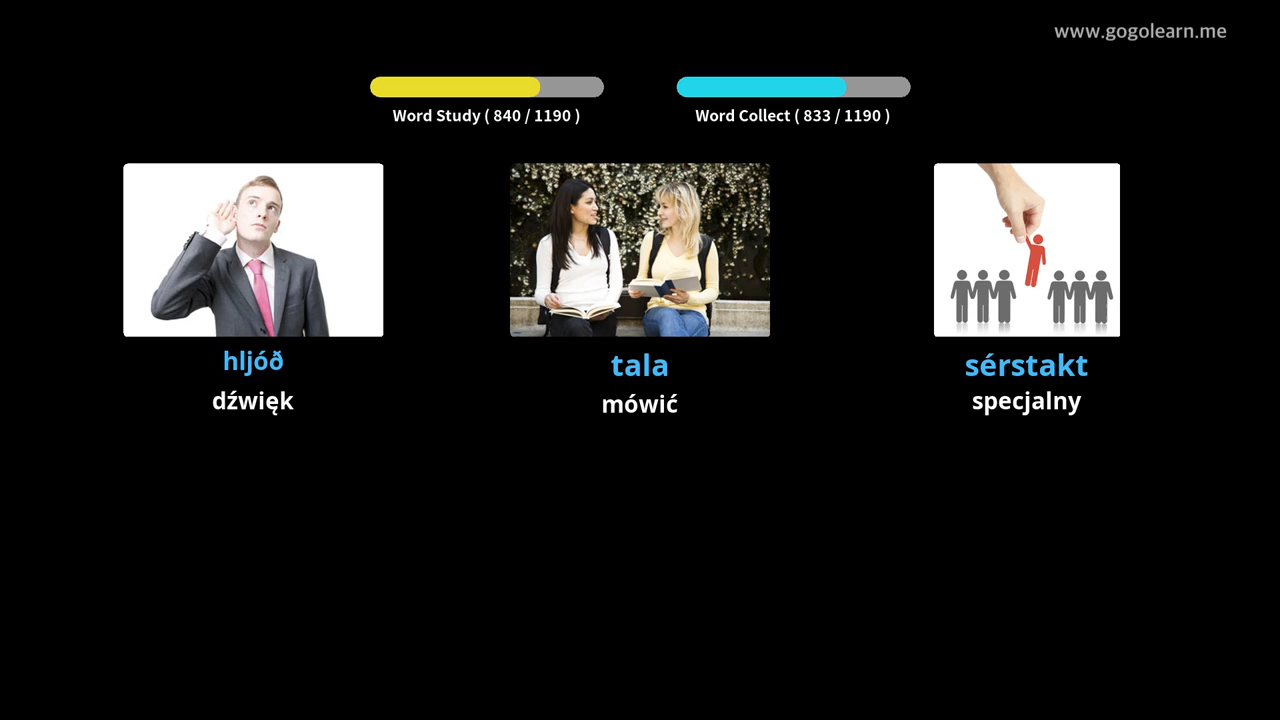 www.gogolearn.me
Word Study ( 840 / 1190 )
Word Collect ( 833 / 1190 )
hljóð
dźwięk
tala
mówić
sérstakt
specjalny